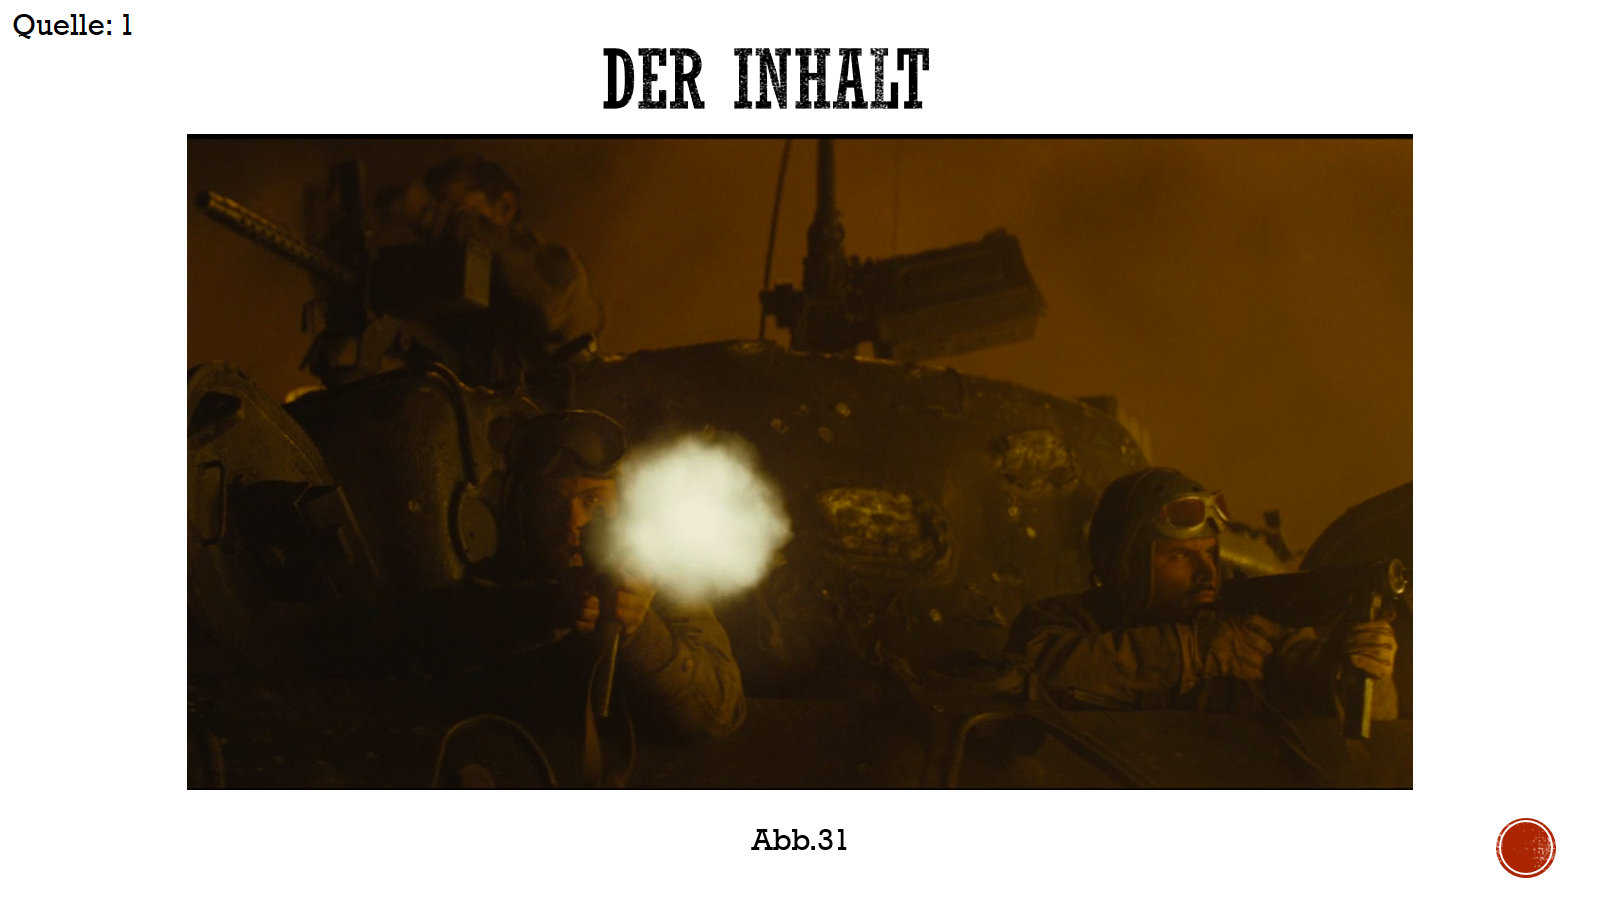 Quelle: 1
DER INHALT
Abb.31